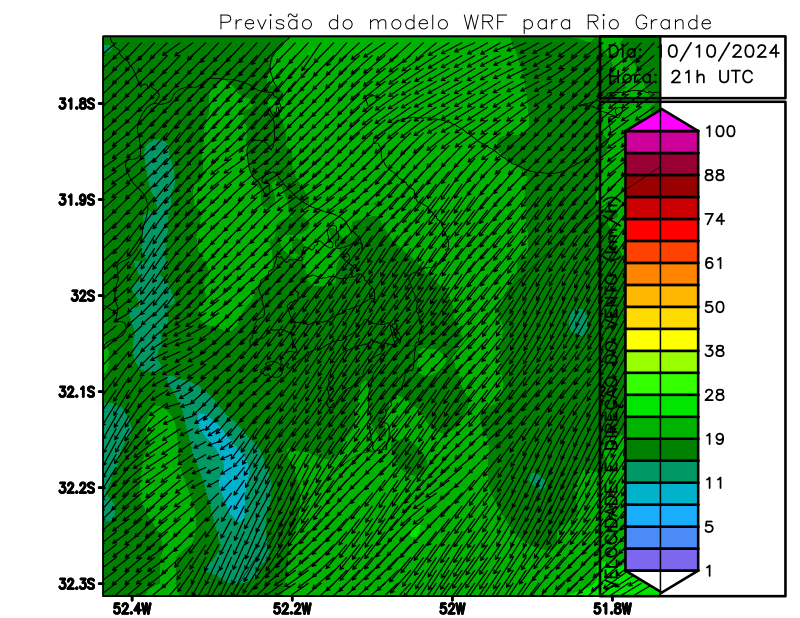 Previsão do modelo WRF para Rio Grande
Dia: 10/10/2024
Hora: 21h UTC
31.8S
31.9S
32S
32.1S
32.2S
32.3S
52.4W
52.2W
52W
51.8W
VELOCIDADE E DIREÇÃO DO VENTO (km/h)
100
88
74
61
50
38
28
19
11
5
1